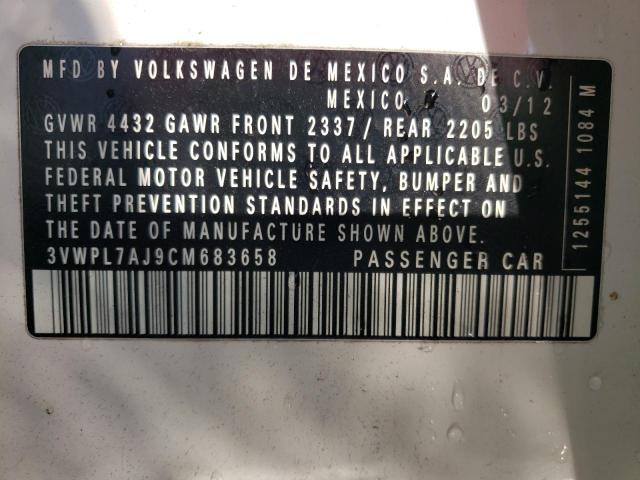 MFD BY VOLKSWAGEN DE MEXICO S.A. DE C.V.
MEXICO 03/12
GVWR 4432 GAWR FRONT 2337/ REAR 2205 LBS
THIS VEHICLE CONFORMS TO ALL APPLICABLE U.S.
FEDERAL MOTOR VEHICLE SAFETY, BUMPER AND
THEFT PREVENTION STANDARDS IN EFFECT ON
THE DATE OF MANUFACTURE SHOWN ABOVE.
3VWPL7AJ9CM683658 PASSENGER CAR
1255144 1084 M